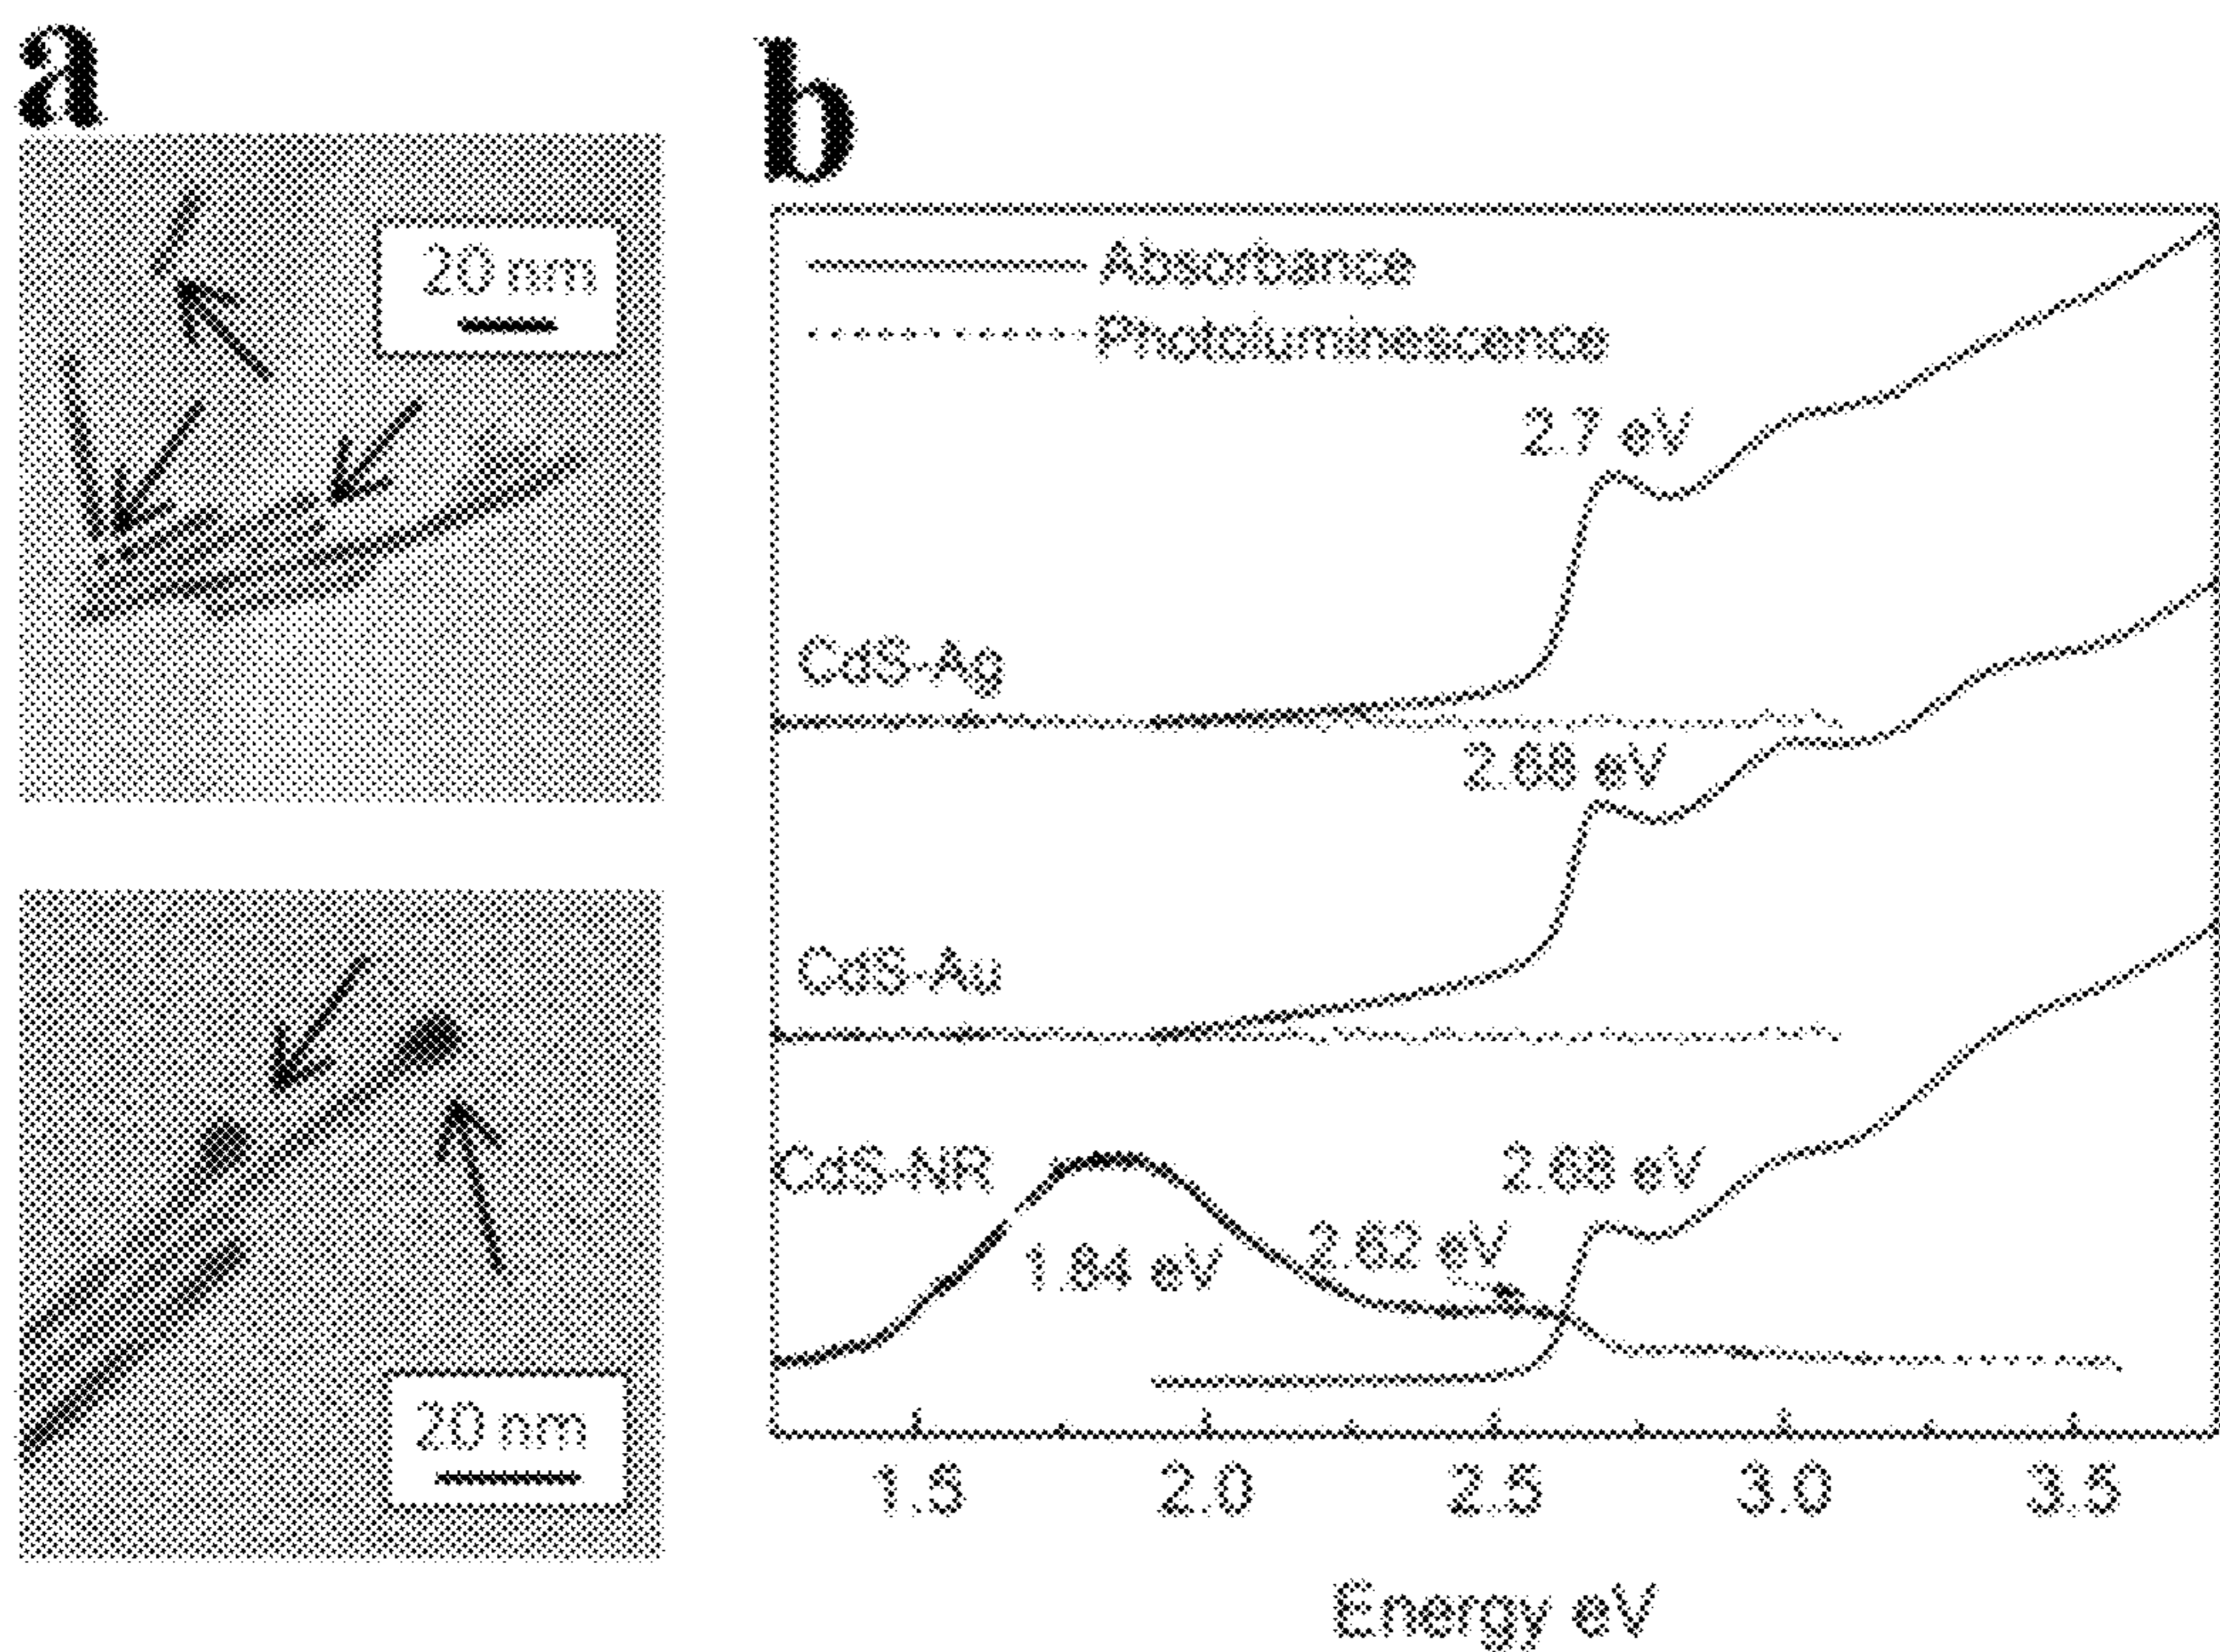 a
20 nm
20 nm
b
Absorbance
Photoluminescence
2.7 eV
CdS-Ag
2.68 eV
CdS-Au
CdS-NR
2.68 eV
1.84 eV
2.62 eV
1.5 2.0 2.5 3.0 3.5
Energy eV